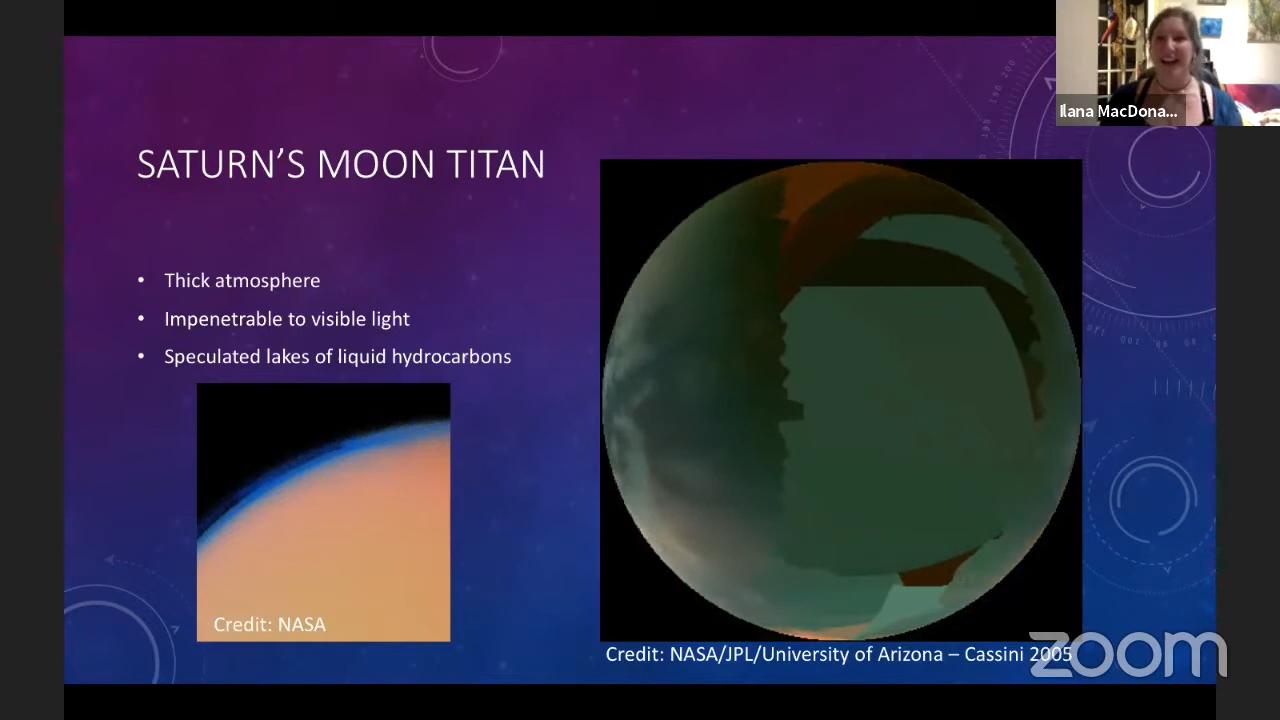 Ilana MacDona...
SATURN'S MOON TITAN
• Thick atmosphere
• Impenetrable to visible light
• Speculated lakes of liquid hydrocarbons
Credit: NASA
Credit: NASA/JPL/University of Arizona – Cassini 2005
zoom